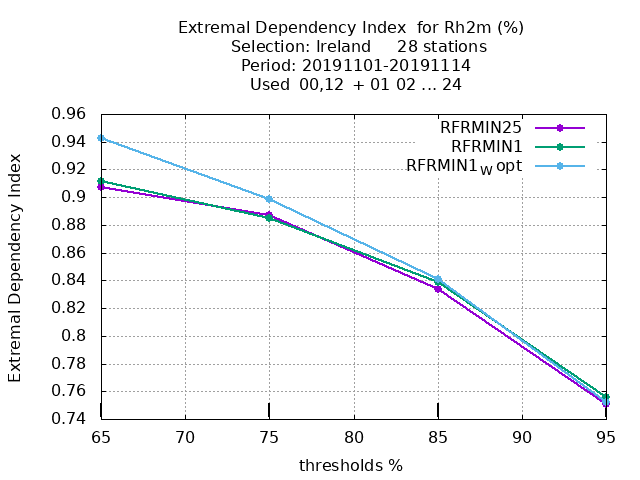 Extremal Dependency Index  for Rh2m (%)
Selection: Ireland     28 stations
Period: 20191101-20191114
Used  00,12  + 01 02 ... 24
Extremal Dependency Index
0.96
0.94
0.92
0.9
0.88
0.86
0.84
0.82
0.8
0.78
0.76
0.74
RFRMIN25
RFRMIN1
RFRMIN1W opt
65 70 75 80 85 90 95
thresholds %